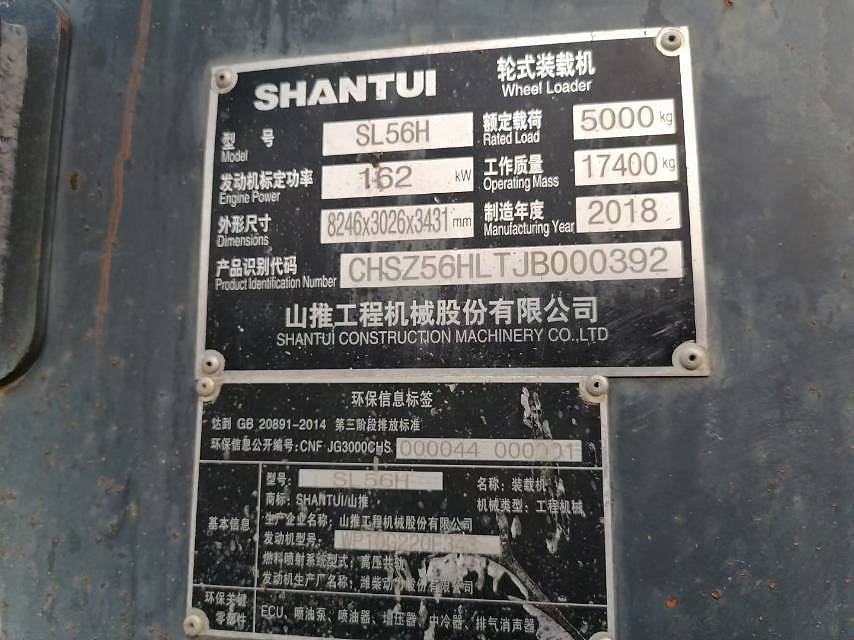 SHANTUI 轮式装载机
Wheel Loader
型 号 SL56H 额定载荷 5000 kg
Model Rated Load
发动机标定功率 162 kW 工作质量 17400 kg
Engine Power Operating Mass
外形尺寸 8246x3026x3431 mm 制造年度 2018
Dimensions Manufacturing Year
产品识别代码 CHSZ56HLTJB000392
Product Identification Number
山推工程机械股份有限公司
SHANTUI CONSTRUCTION MACHINERY CO.,LTD
环保信息标签
达到 GB 20891-2014 第三阶段排放标准
环保信息公开编号:CNF JG3000CHS 000044
基本信息
型号: SL56H 名称: 装载机
商标: SHANTUI/山推 机械类型: 工程机械
生产企业名称: 山推工程机械股份有限公司
发动机型号:
燃料喷射系统型式: 高压共轨
发动机生产厂名称: 潍柴动力股份有限公司
环保关键
零部件
ECU、喷油泵、喷油器、增压器、中冷器、排气消声器